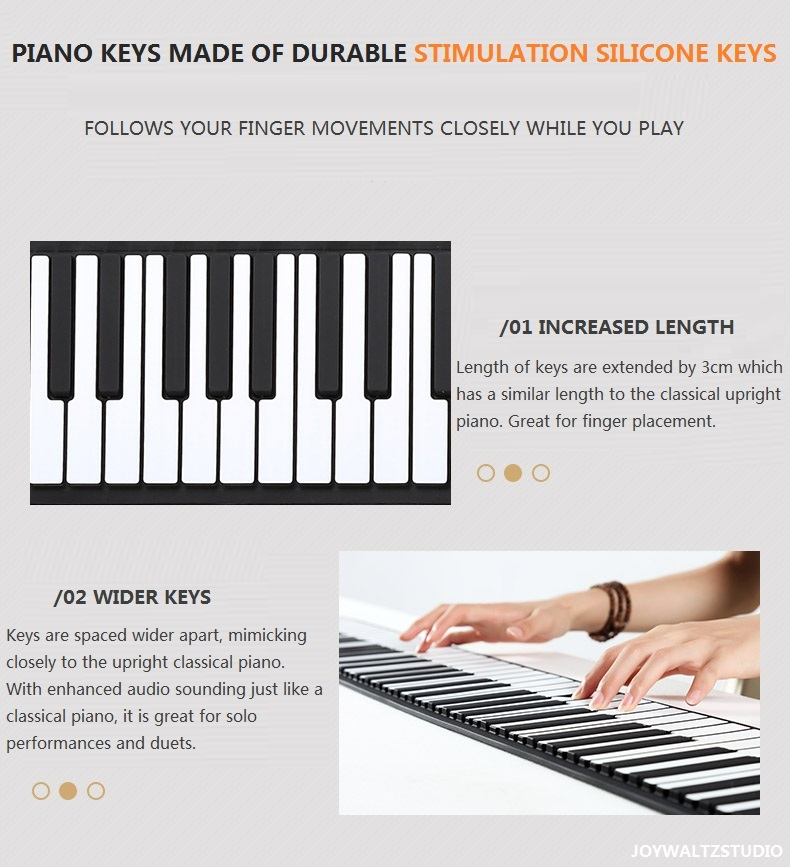 PIANO KEYS MADE OF DURABLE STIMULATION SILICONE KEYS
FOLLOWS YOUR FINGER MOVEMENTS CLOSELY WHILE YOU PLAY
/01 INCREASED LENGTH
Length of keys are extended by 3cm which
has a similar length to the classical upright
piano. Great for finger placement.
/02 WIDER KEYS
Keys are spaced wider apart, mimicking
closely to the upright classical piano.
With enhanced audio sounding just like a
classical piano, it is great for solo
performances and duets.
JOYWALTZSTUDIO